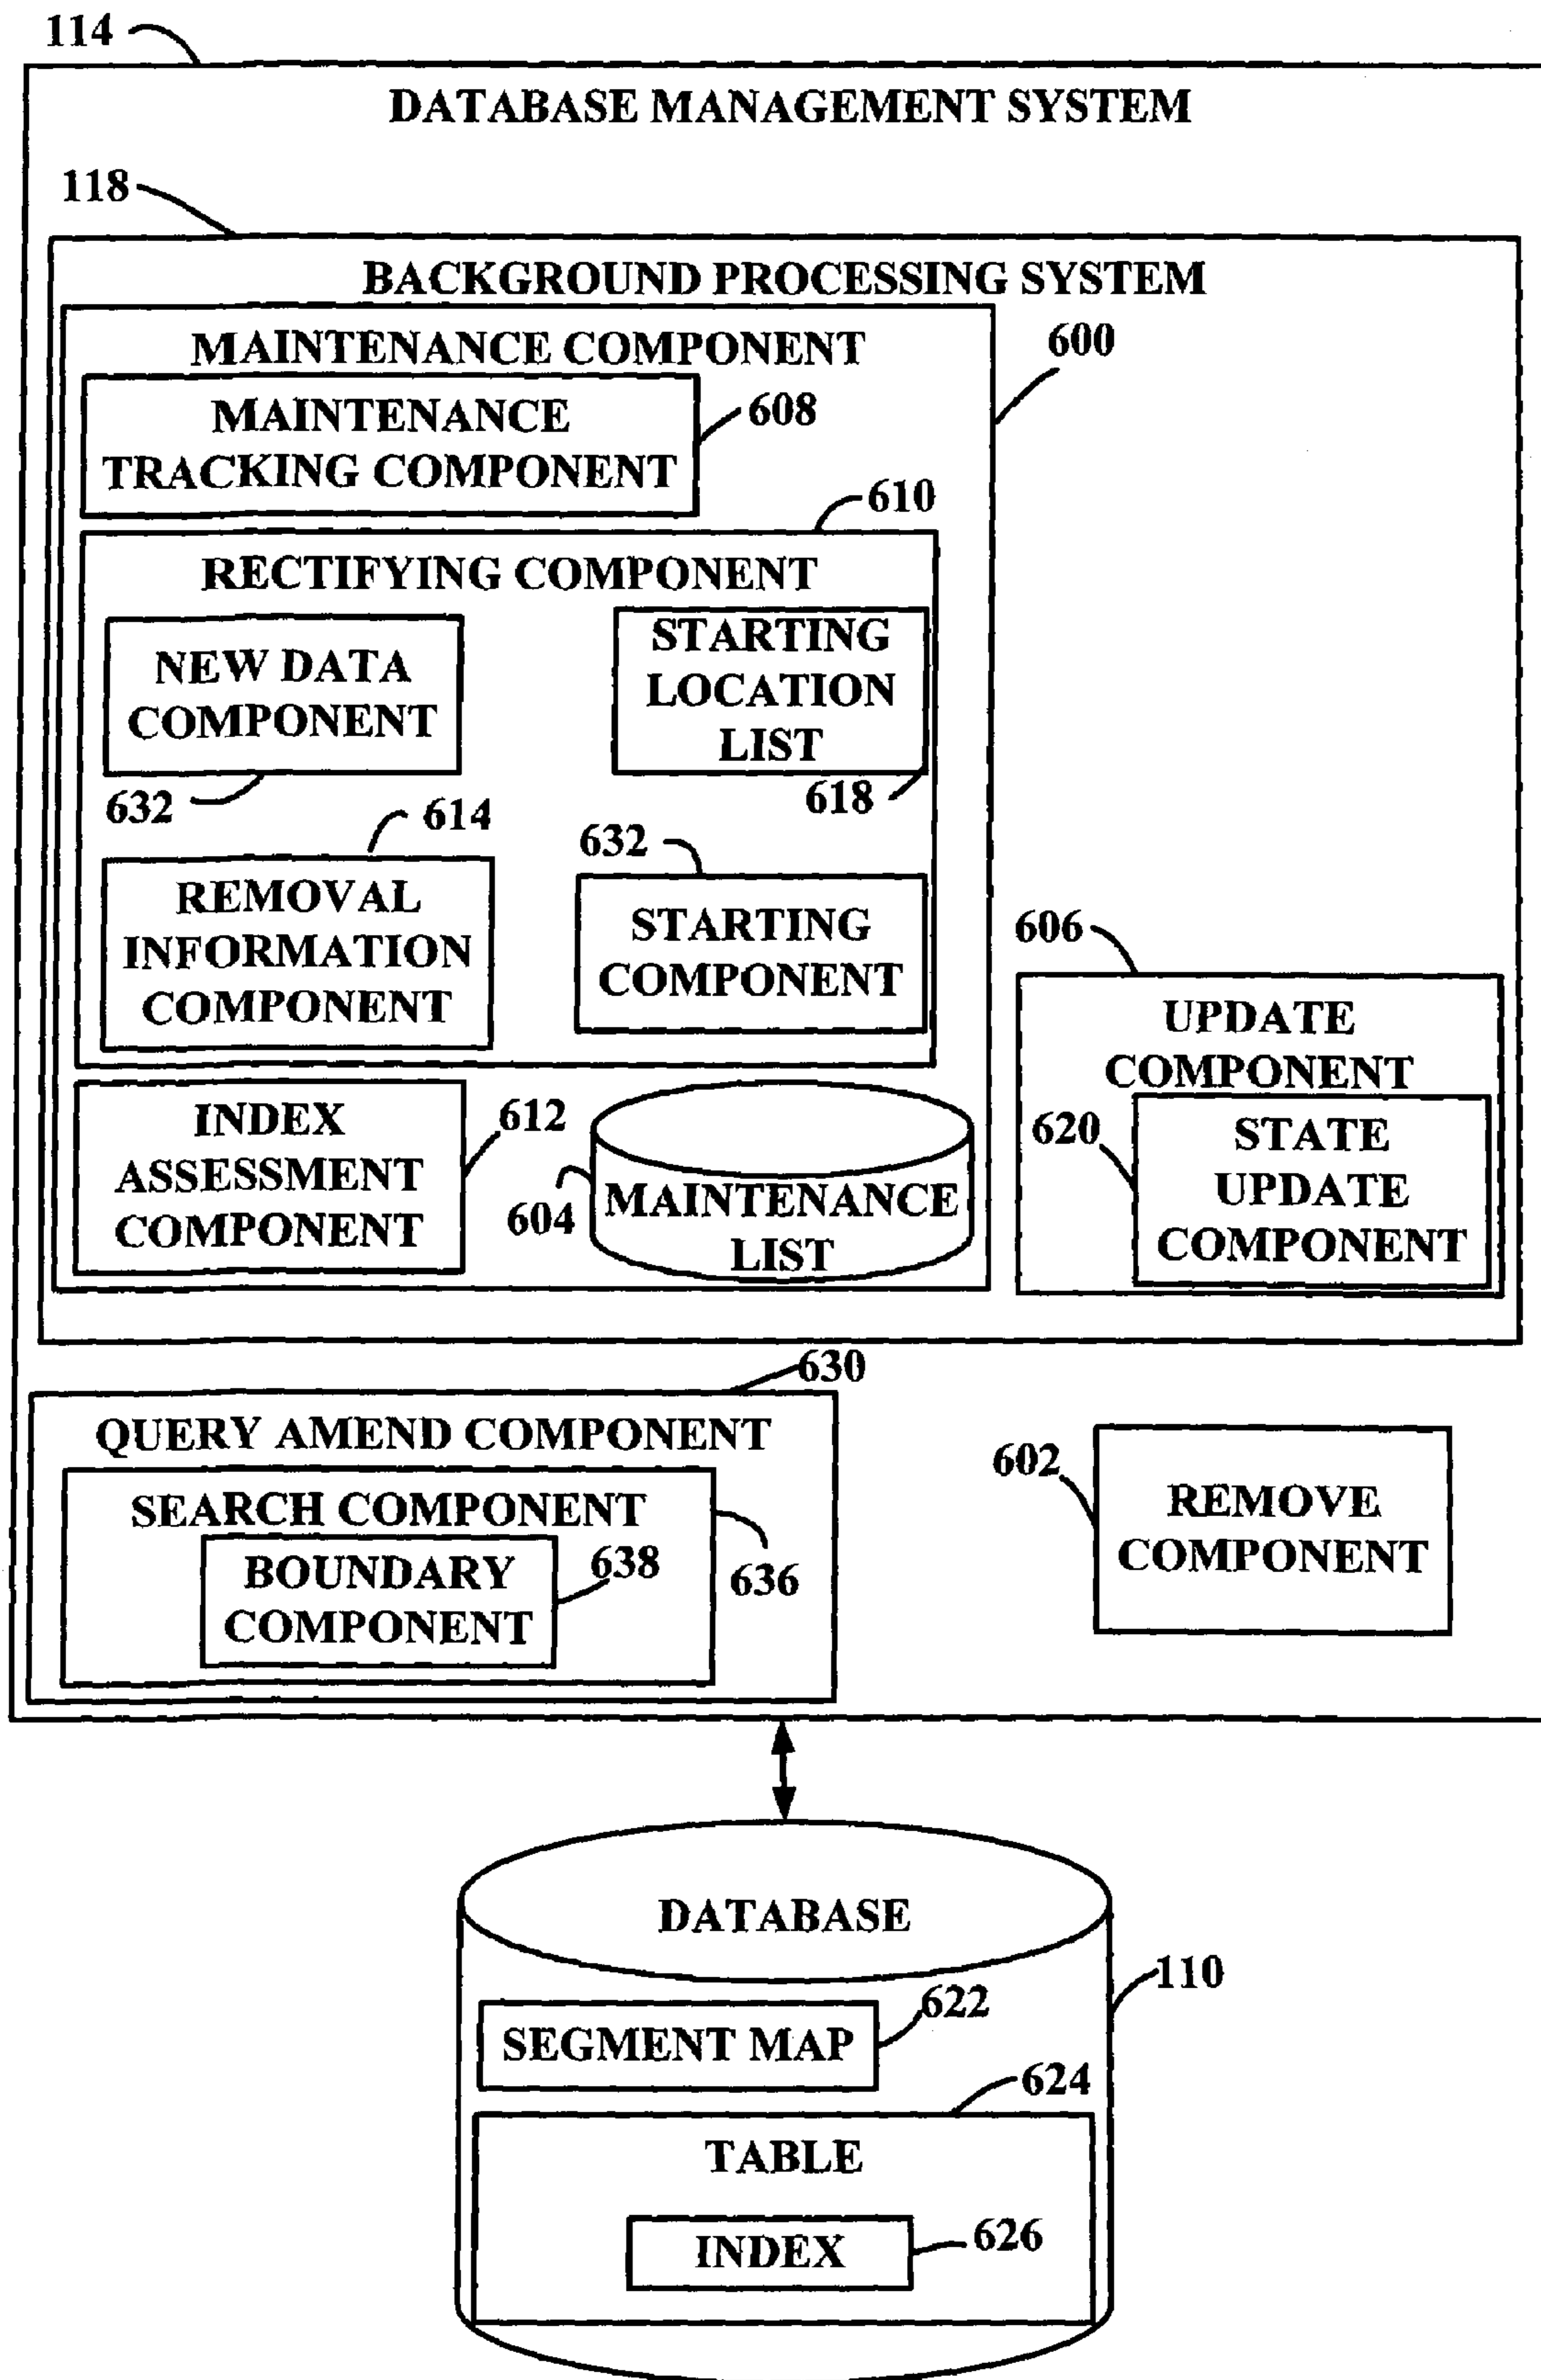 114
DATABASE MANAGEMENT SYSTEM
118
BACKGROUND PROCESSING SYSTEM
MAINTENANCE COMPONENT
600
MAINTENANCE
TRACKING COMPONENT
608
610
RECTIFYING COMPONENT
NEW DATA
COMPONENT
632
STARTING
LOCATION
LIST
618
614
REMOVAL
INFORMATION
COMPONENT
632
STARTING
COMPONENT
606
UPDATE
COMPONENT
620
STATE
UPDATE
COMPONENT
INDEX
ASSESSMENT
COMPONENT
612
604
MAINTENANCE
LIST
630
QUERY AMEND COMPONENT
SEARCH COMPONENT
636
BOUNDARY
COMPONENT
638
602
REMOVE
COMPONENT
DATABASE
110
SEGMENT MAP
622
624
TABLE
INDEX
626